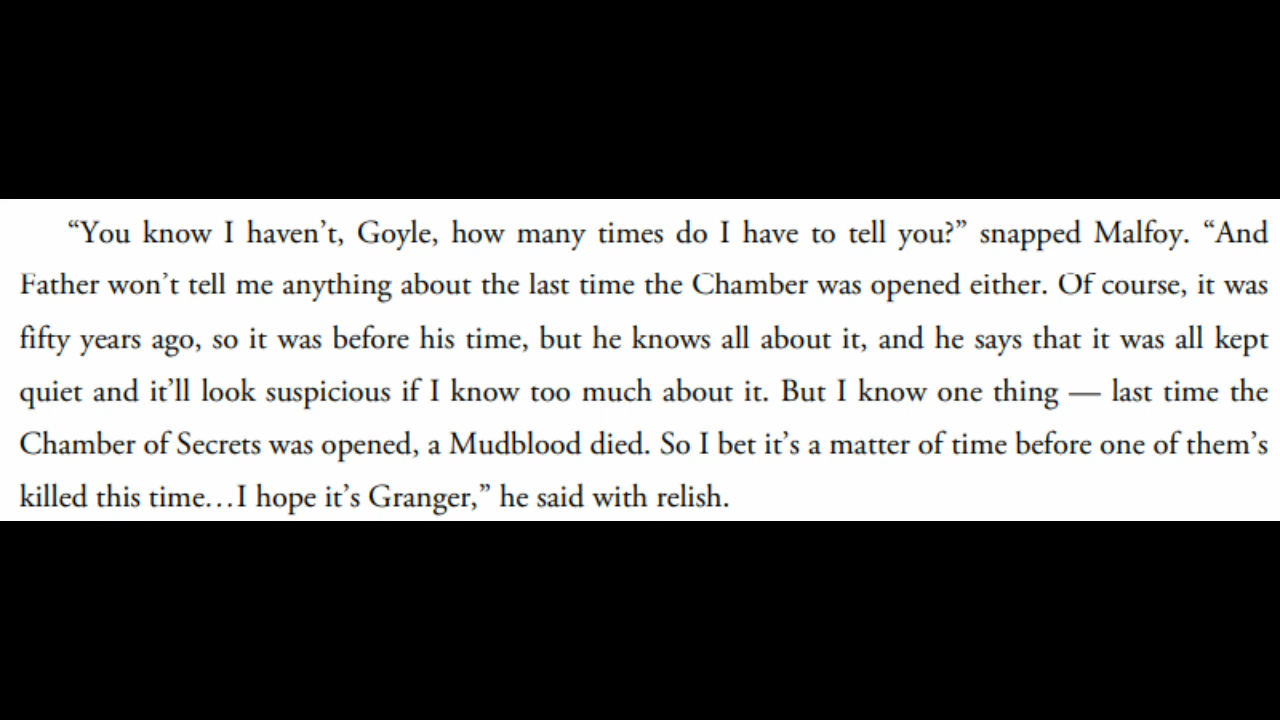 “You know I haven’t, Goyle, how many times do I have to tell you?” snapped Malfoy. “And
Father won’t tell me anything about the last time the Chamber was opened either. Of course, it was
fifty years ago, so it was before his time, but he knows all about it, and he says that it was all kept
quiet and it’ll look suspicious if I know too much about it. But I know one thing — last time the
Chamber of Secrets was opened, a Mudblood died. So I bet it’s a matter of time before one of them’s
killed this time…I hope it’s Granger,” he said with relish.